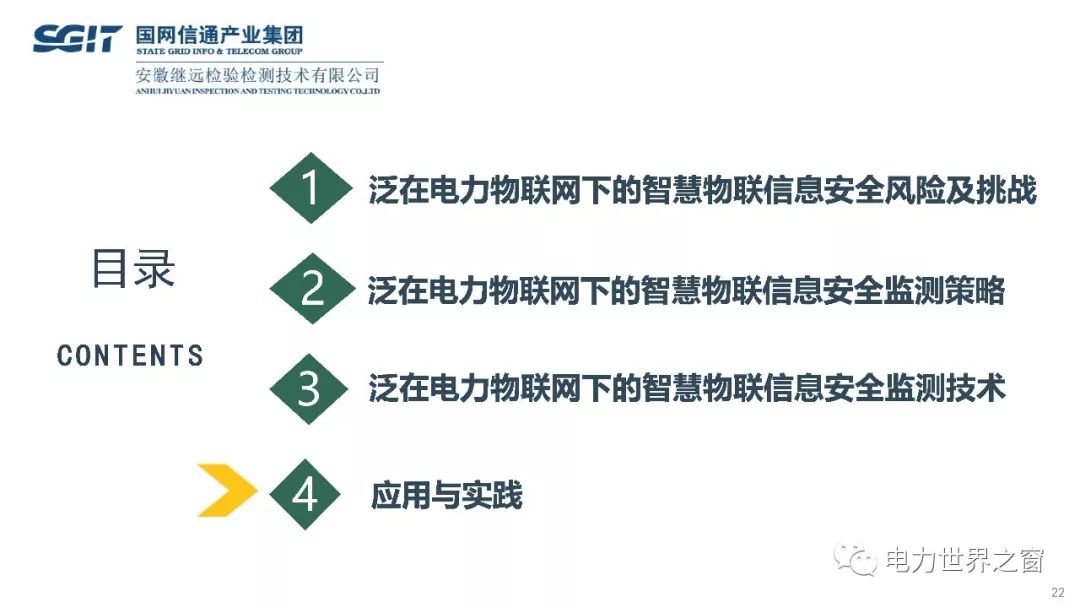 SGIT 国网信通产业集团
STATE GRID INFO & TELECOM GROUP
安徽继远检验检测技术有限公司
ANHUI JIYUAN INSPECTION AND TESTING TECHNOLOGY CO.,LTD
目录
CONTENTS
1 泛在电力物联网下的智慧物联信息安全风险及挑战
2 泛在电力物联网下的智慧物联信息安全监测策略
3 泛在电力物联网下的智慧物联信息安全监测技术
4 应用与实践
电力世界之窗
22